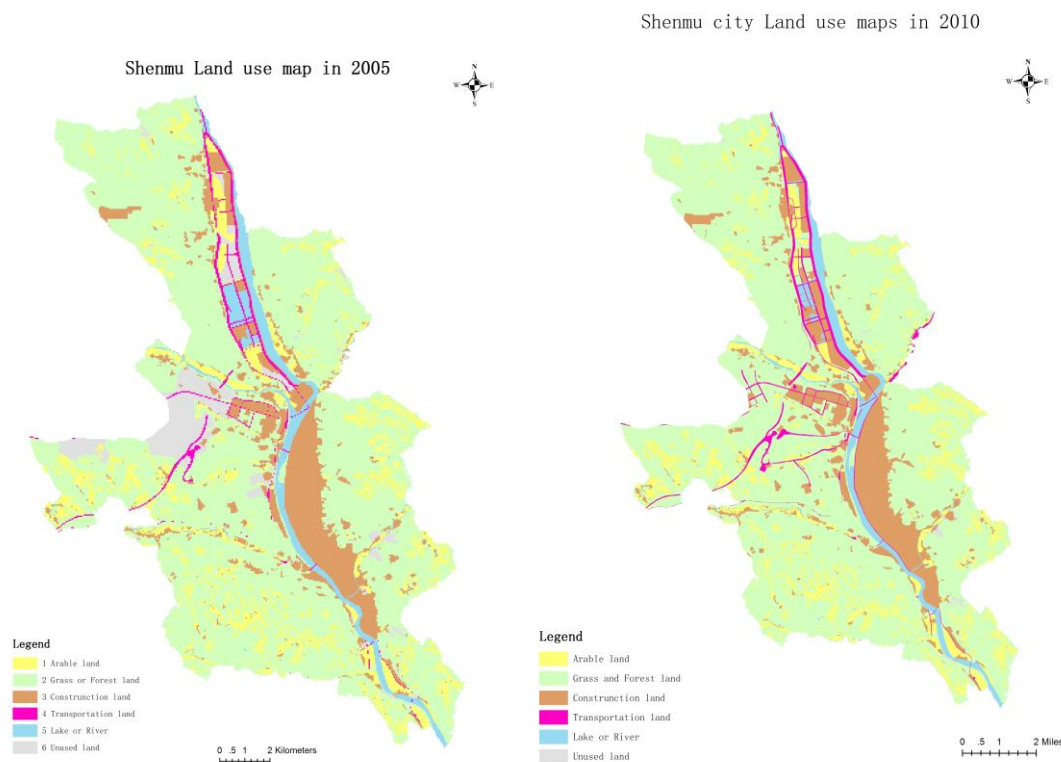 Shenmu Land use map in 2005
N
W E
S
Legend
1 Arable land
2 Grass or Forest land
3 Construnction land
4 Transportation land
5 Lake or River
6 Unused land
0 .5 1 2 Kilometers
Shenmu city Land use maps in 2010
N
W E
S
Legend
Arable land
Grass and Forest land
Construnction land
Transportation land
Lake or River
Unused land
0 .5 1 2 Miles